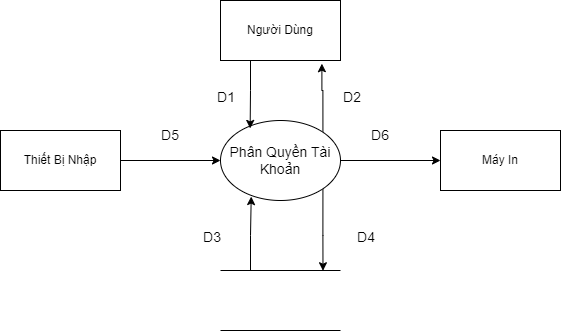 Người Dùng
D1
D2
D5
D6
Thiết Bị Nhập
Phân Quyền Tài
Khoản
Máy In
D3
D4